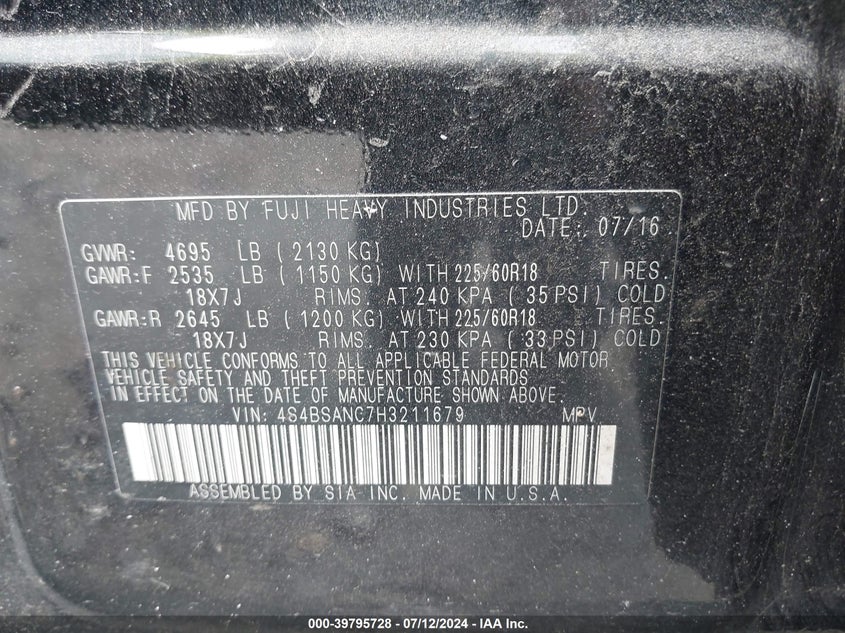 MFD BY FUJI HEAVY INDUSTRIES LTD.
DATE: 07/16
GVWR: 4695 LB ( 2130 KG)
GAWR:F 2535 LB ( 1150 KG) WITH 225/60R18 TIRES.
18X7J RIMS. AT 240 KPA ( 35 PSI) COLD
GAWR:R 2645 LB ( 1200 KG) WITH 225/60R18 TIRES.
18X7J RIMS. AT 230 KPA ( 33 PSI) COLD
THIS VEHICLE CONFORMS TO ALL APPLICABLE FEDERAL MOTOR
VEHICLE SAFETY AND THEFT PREVENTION STANDARDS
IN EFFECT ON THE DATE OF MANUFACTURE SHOWN ABOVE.
VIN: 4S4BSANC7H3211679 MPV
ASSEMBLED BY SIA INC. MADE IN U.S.A.
000-39795728 - 07/12/2024 - IAA Inc.